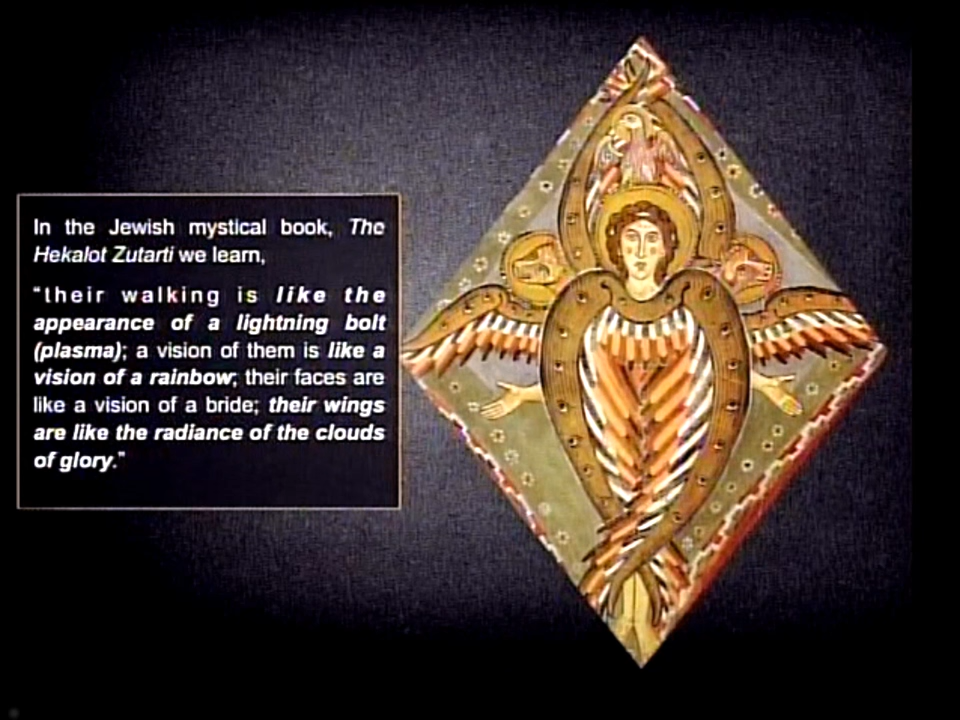 In the Jewish mystical book, The
Hekalot Zutarti we learn,
“their walking is like the
appearance of a lightning bolt
(plasma); a vision of them is like a
vision of a rainbow; their faces are
like a vision of a bride; their wings
are like the radiance of the clouds
of glory.”